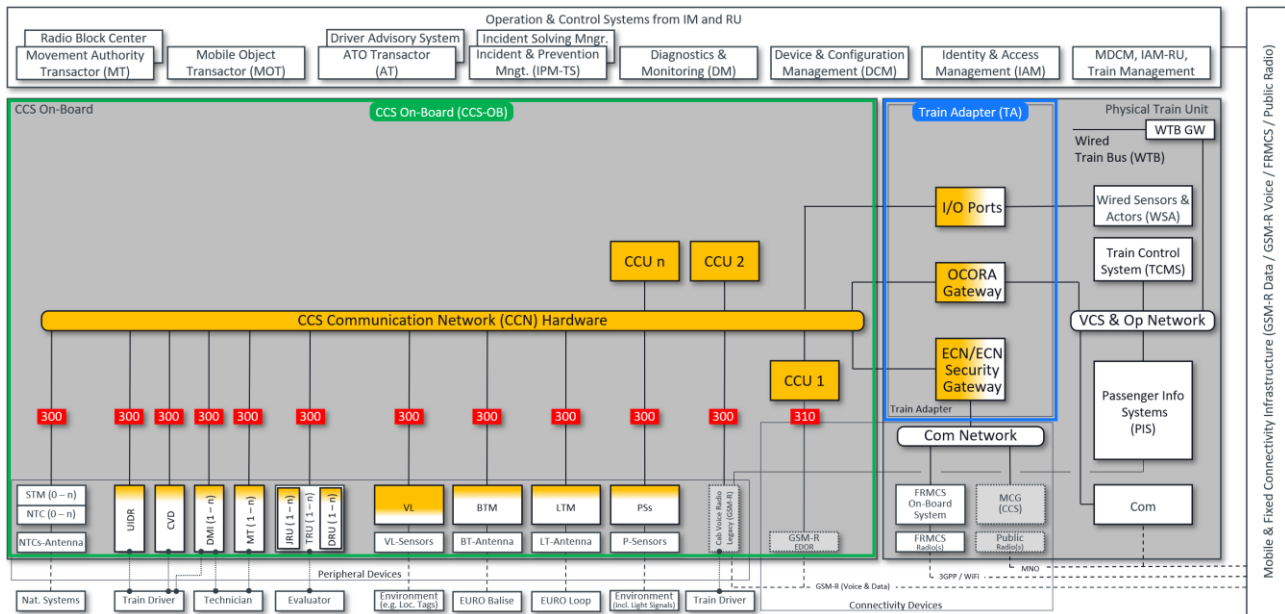 Operation & Control Systems from IM and RU
Radio Block Center
Movement Authority
Transactor (MT)
Mobile Object
Transactor (MOT)
Driver Advisory System
ATO Transactor
(AT)
Incident Solving Mngr.
Incident & Prevention
Mngt. (IPM-TS)
Diagnostics &
Monitoring (DM)
Device & Configuration
Management (DCM)
Identity & Access
Management (IAM)
MDCM, IAM-RU,
Train Management
Mobile & Fixed Connectivity Infrastructure (GSM-R Data / GSM-R Voice / FRMCS / Public Radio)
CCS On-Board
CCS On-Board (CCS-OB)
Train Adapter (TA)
Physical Train Unit
WTB GW
Wired
Train Bus (WTB)
I/O Ports
Wired Sensors &
Actors (WSA)
CCU n
CCU 2
OCORA
Gateway
Train Control
System (TCMS)
CCS Communication Network (CCN) Hardware
VCS & Op Network
CCU 1
ECN/ECN
Security
Gateway
Train Adapter
Passenger Info
Systems
(PIS)
300
300
300
300
300
300
300
300
300
300
300
310
Com Network
STM (0 – n)
NTC (0 – n)
NTCs-Antenna
UIDR
CVD
DMI (1 – n)
MT ( 1 – n)
JRU (1 – n)
TRU (1 – n)
DRU (1 – n)
VL
VL-Sensors
BTM
BT-Antenna
LTM
LT-Antenna
PSs
P-Sensors
Cab Voice Radio
Legacy (GSM-R)
GSM-R
EDOR
FRMCS
On-Board
System
FRMCS
Radio(s)
MCG
(CCS)
Public
Radio(s)
Com
Peripheral Devices
MNO
3GPP / WiFi
GSM-R (Voice & Data)
Connectivity Devices
Nat. Systems
Train Driver
Technician
Evaluator
Environment
(e.g. Loc. Tags)
EURO Balise
EURO Loop
Environment
(Incl. Light Signals)
Train Driver